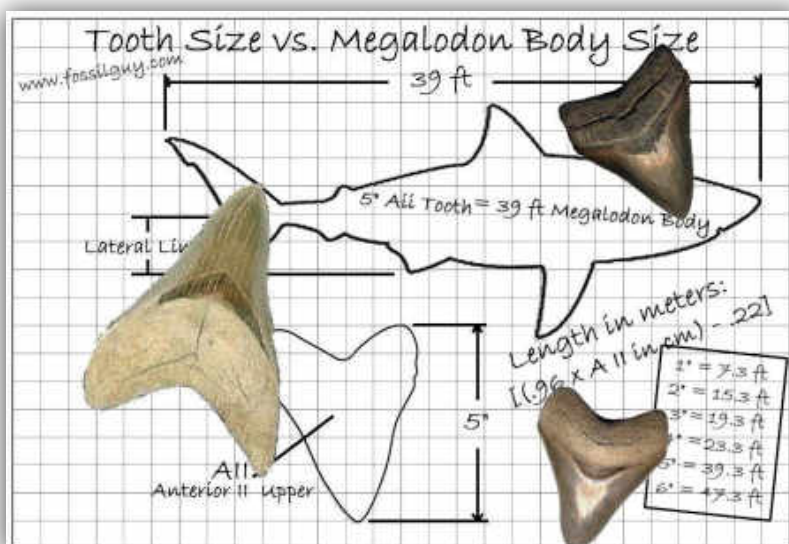 Tooth Size vs. Megalodon Body Size
www.fossilguy.com
39 ft
5" AII Tooth = 39 ft Megalodon Body
Lateral
Length in meters:
[(.96 x A II in cm) - .22]
1" = 7.3 ft
2" = 15.3 ft
3" = 19.3 ft
= 23.3 ft
= 39.3 ft
6" = 47.3 ft
5"
AII.
Anterior II Upper